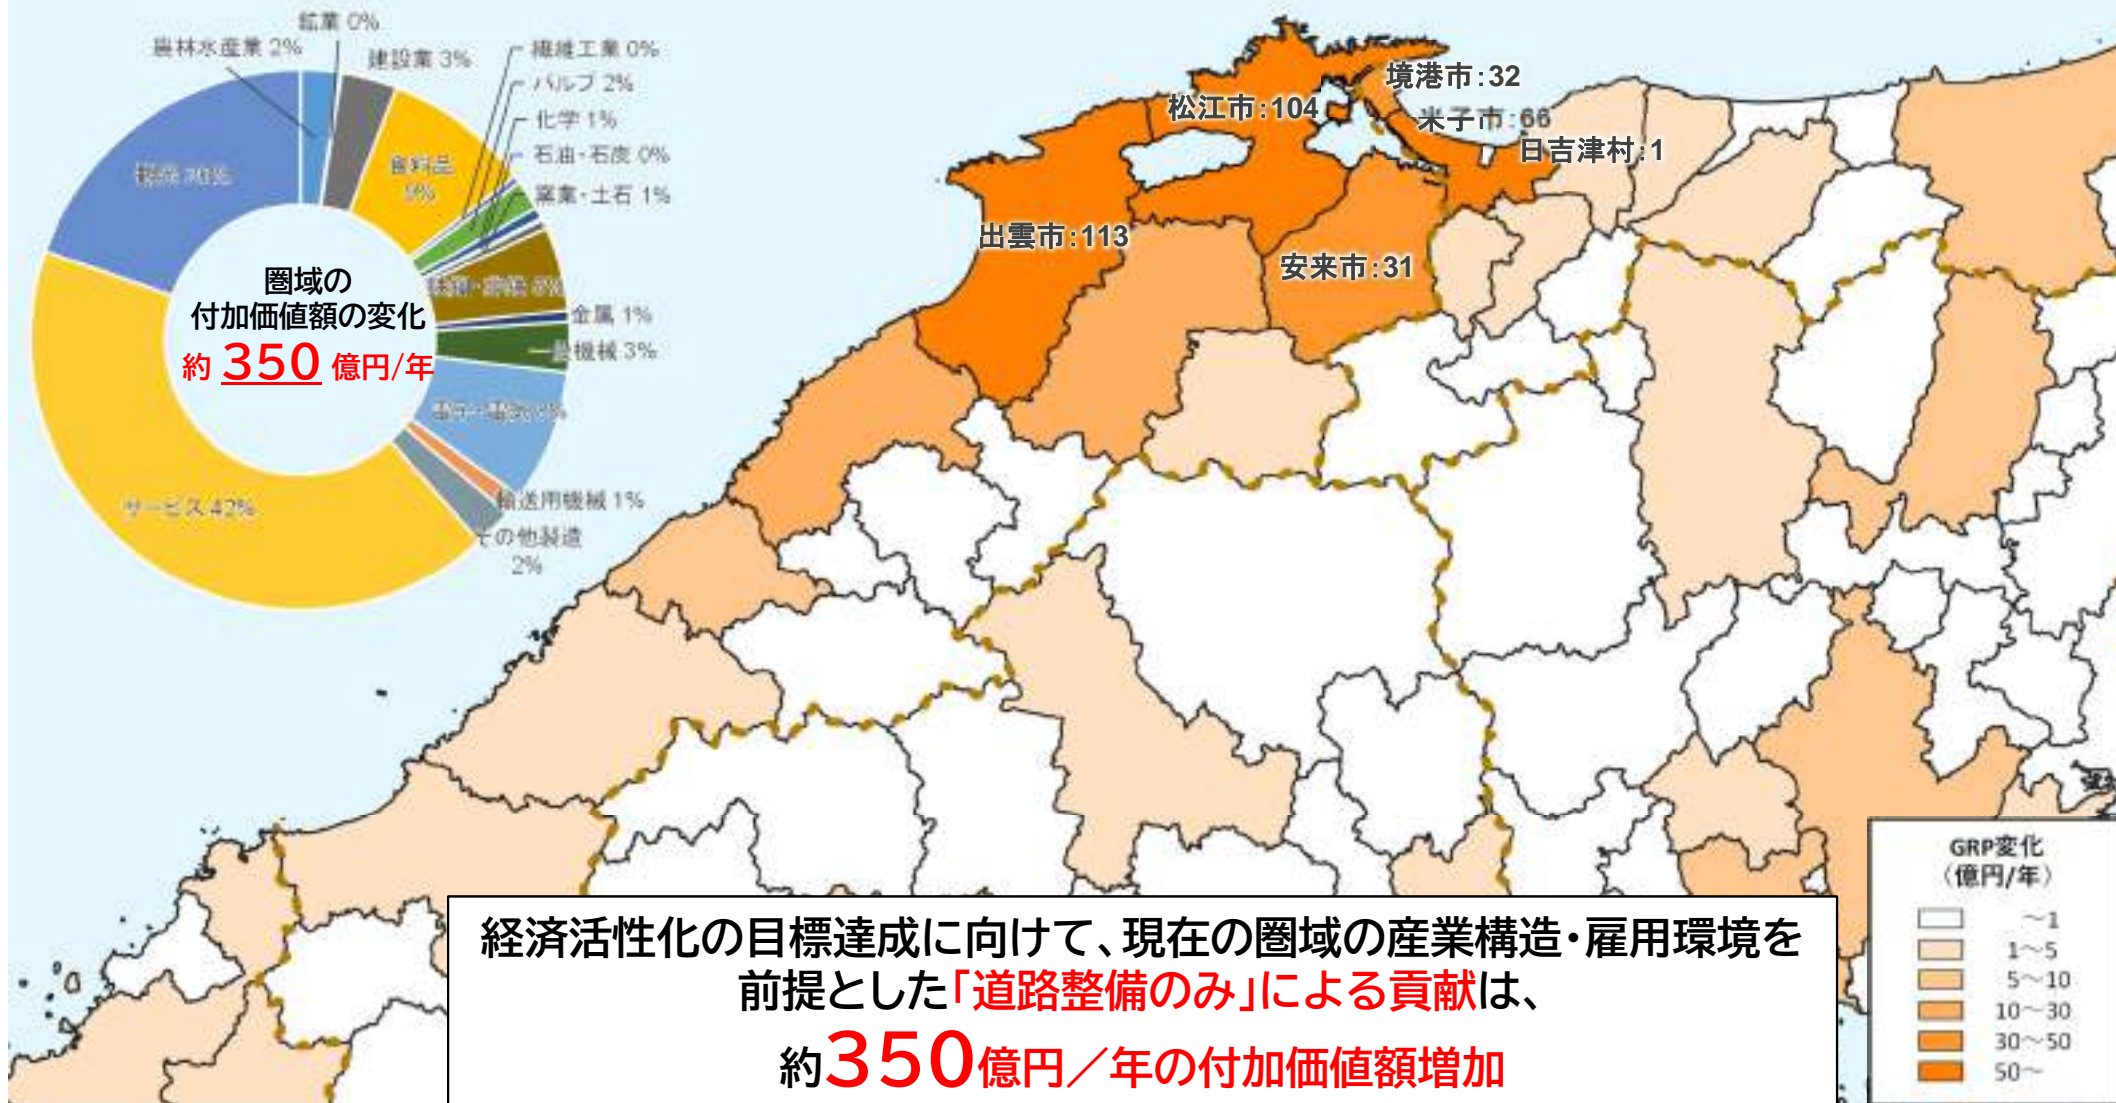 鉱業 0%
農林水産業 2%
建設業 3%
繊維工業 0%
パルプ 2%
化学 1%
石油・石炭 0%
窯業・土石 1%
食料品
9%
金属 1%
機械 3%
輸送用機械 1%
その他製造
2%
サービス 42%
観光 20%
圏域の
付加価値額の変化
約 350 億円/年
境港市:32
松江市:104
米子市:66
日吉津村:1
出雲市:113
安来市:31
経済活性化の目標達成に向けて、現在の圏域の産業構造・雇用環境を
前提とした「道路整備のみ」による貢献は、
約350億円／年の付加価値額増加
GRP変化
（億円/年）
～1
1～5
5～10
10～30
30～50
50～